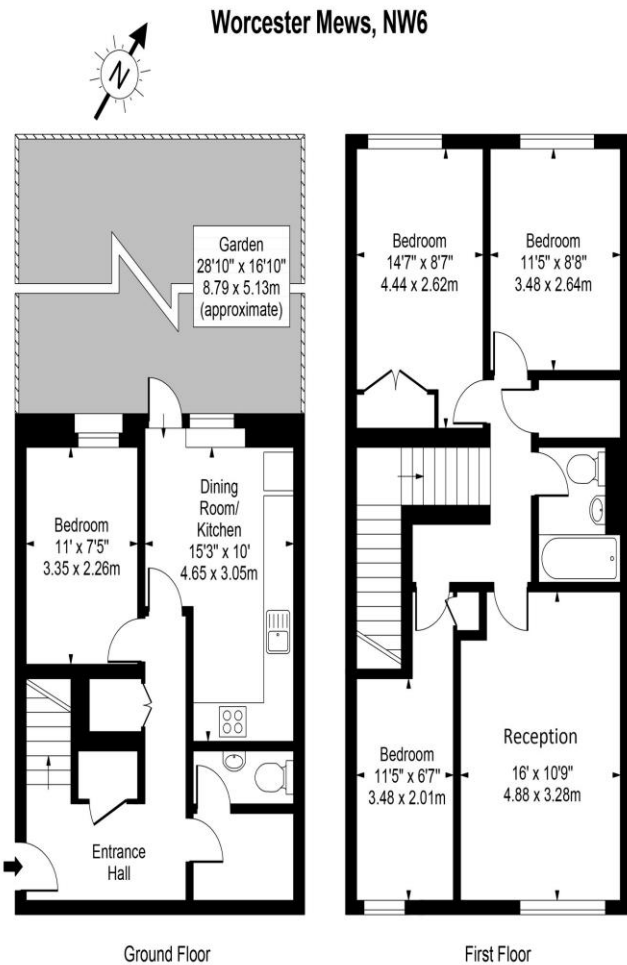 Worcester Mews, NW6
N
Garden
28'10" x 16'10"
8.79 x 5.13m
(approximate)
Bedroom
11' x 7'5"
3.35 x 2.26m
Dining
Room/
Kitchen
15'3" x 10'
4.65 x 3.05m
Entrance
Hall
Ground Floor
Bedroom
14'7" x 8'7"
4.44 x 2.62m
Bedroom
11'5" x 8'8"
3.48 x 2.64m
Bedroom
11'5" x 6'7"
3.48 x 2.01m
Reception
16' x 10'9"
4.88 x 3.28m
First Floor